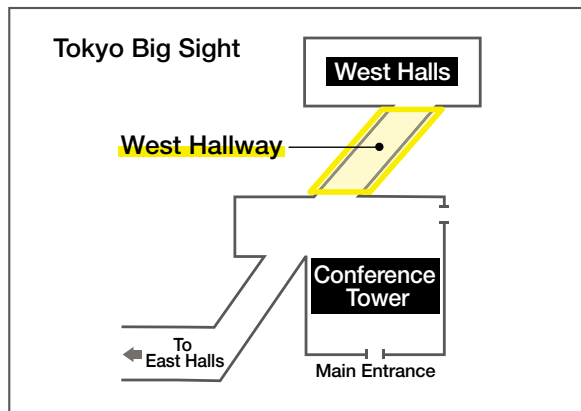 Tokyo Big Sight
West Halls
West Hallway
Conference
Tower
To
East Halls
Main Entrance